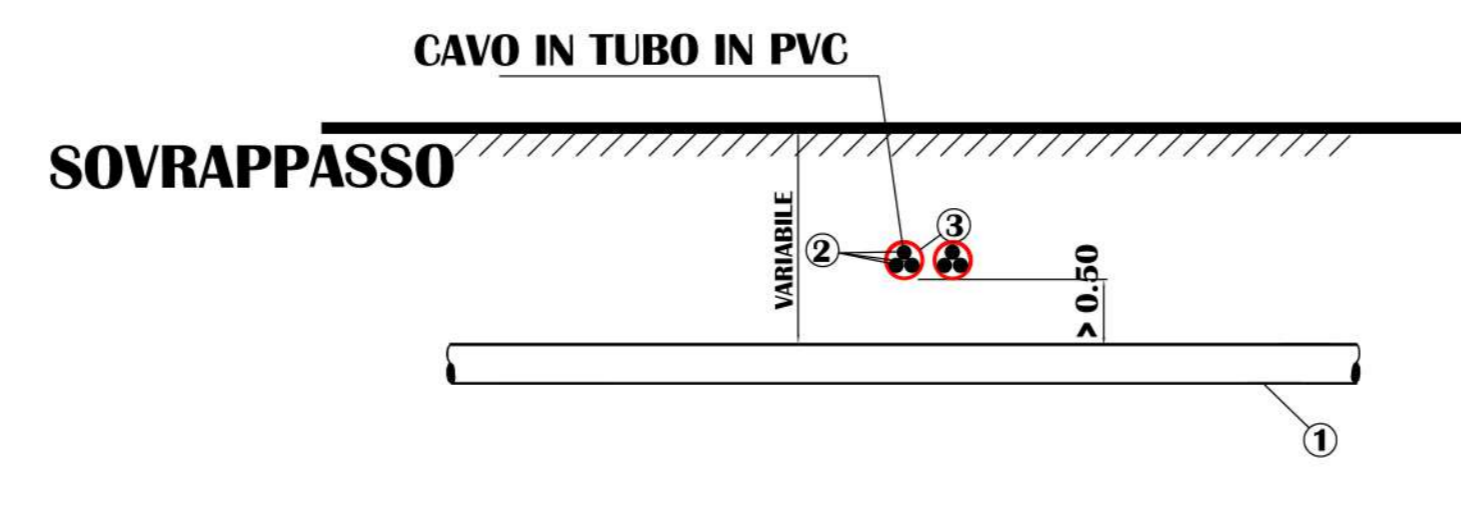 CAVO IN TUBO IN PVC
SOVRAPPASSO
VARIABILE
2
3
> 0.50
1